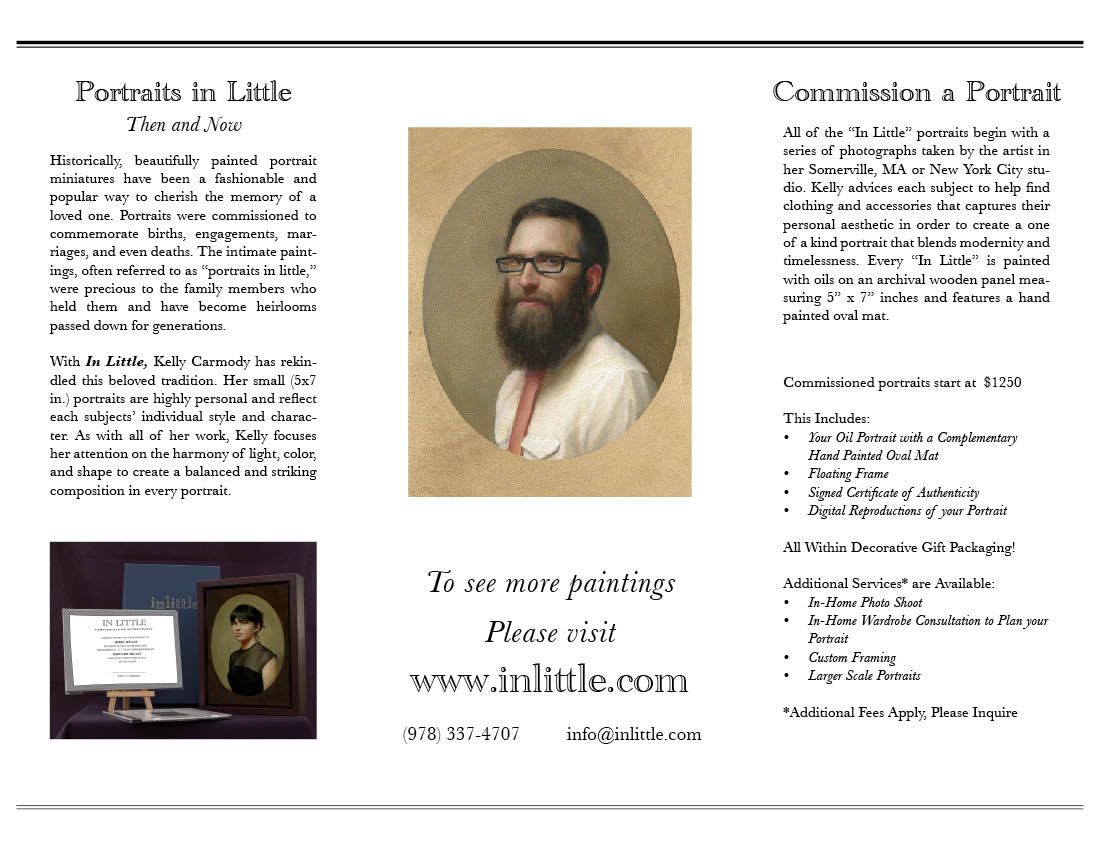 Portraits in Little
Then and Now
Historically, beautifully painted portrait
miniatures have been a fashionable and
popular way to cherish the memory of a
loved one. Portraits were commissioned to
commemorate births, engagements, mar-
riages, and even deaths. The intimate paint-
ings, often referred to as “portraits in little,”
were precious to the family members who
held them and have become heirlooms
passed down for generations.
With In Little, Kelly Carmody has rekin-
dled this beloved tradition. Her small (5x7
in.) portraits are highly personal and reflect
each subjects’ individual style and charac-
ter. As with all of her work, Kelly focuses
her attention on the harmony of light, color,
and shape to create a balanced and striking
composition in every portrait.
inlittle
IN LITTLE
To see more paintings
Please visit
www.inlittle.com
(978) 337-4707 info@inlittle.com
Commission a Portrait
All of the “In Little” portraits begin with a
series of photographs taken by the artist in
her Somerville, MA or New York City stu-
dio. Kelly advices each subject to help find
clothing and accessories that captures their
personal aesthetic in order to create a one
of a kind portrait that blends modernity and
timelessness. Every “In Little” is painted
with oils on an archival wooden panel mea-
suring 5” x 7” inches and features a hand
painted oval mat.
Commissioned portraits start at $1250
This Includes:
• Your Oil Portrait with a Complementary
Hand Painted Oval Mat
• Floating Frame
• Signed Certificate of Authenticity
• Digital Reproductions of your Portrait
All Within Decorative Gift Packaging!
Additional Services* are Available:
• In-Home Photo Shoot
• In-Home Wardrobe Consultation to Plan your
Portrait
• Custom Framing
• Larger Scale Portraits
*Additional Fees Apply, Please Inquire